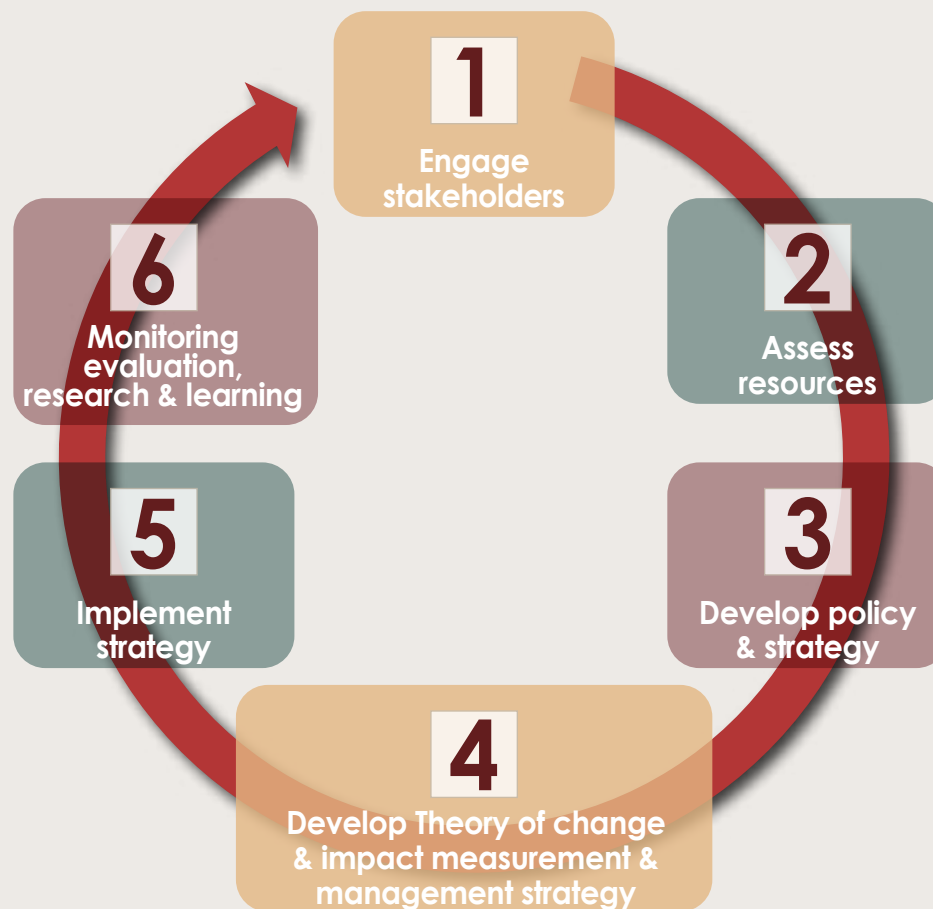 1
Engage
stakeholders
2
Assess
resources
3
Develop policy
& strategy
4
Develop Theory of change
& impact measurement &
management strategy
5
Implement
strategy
6
Monitoring
evaluation,
research & learning